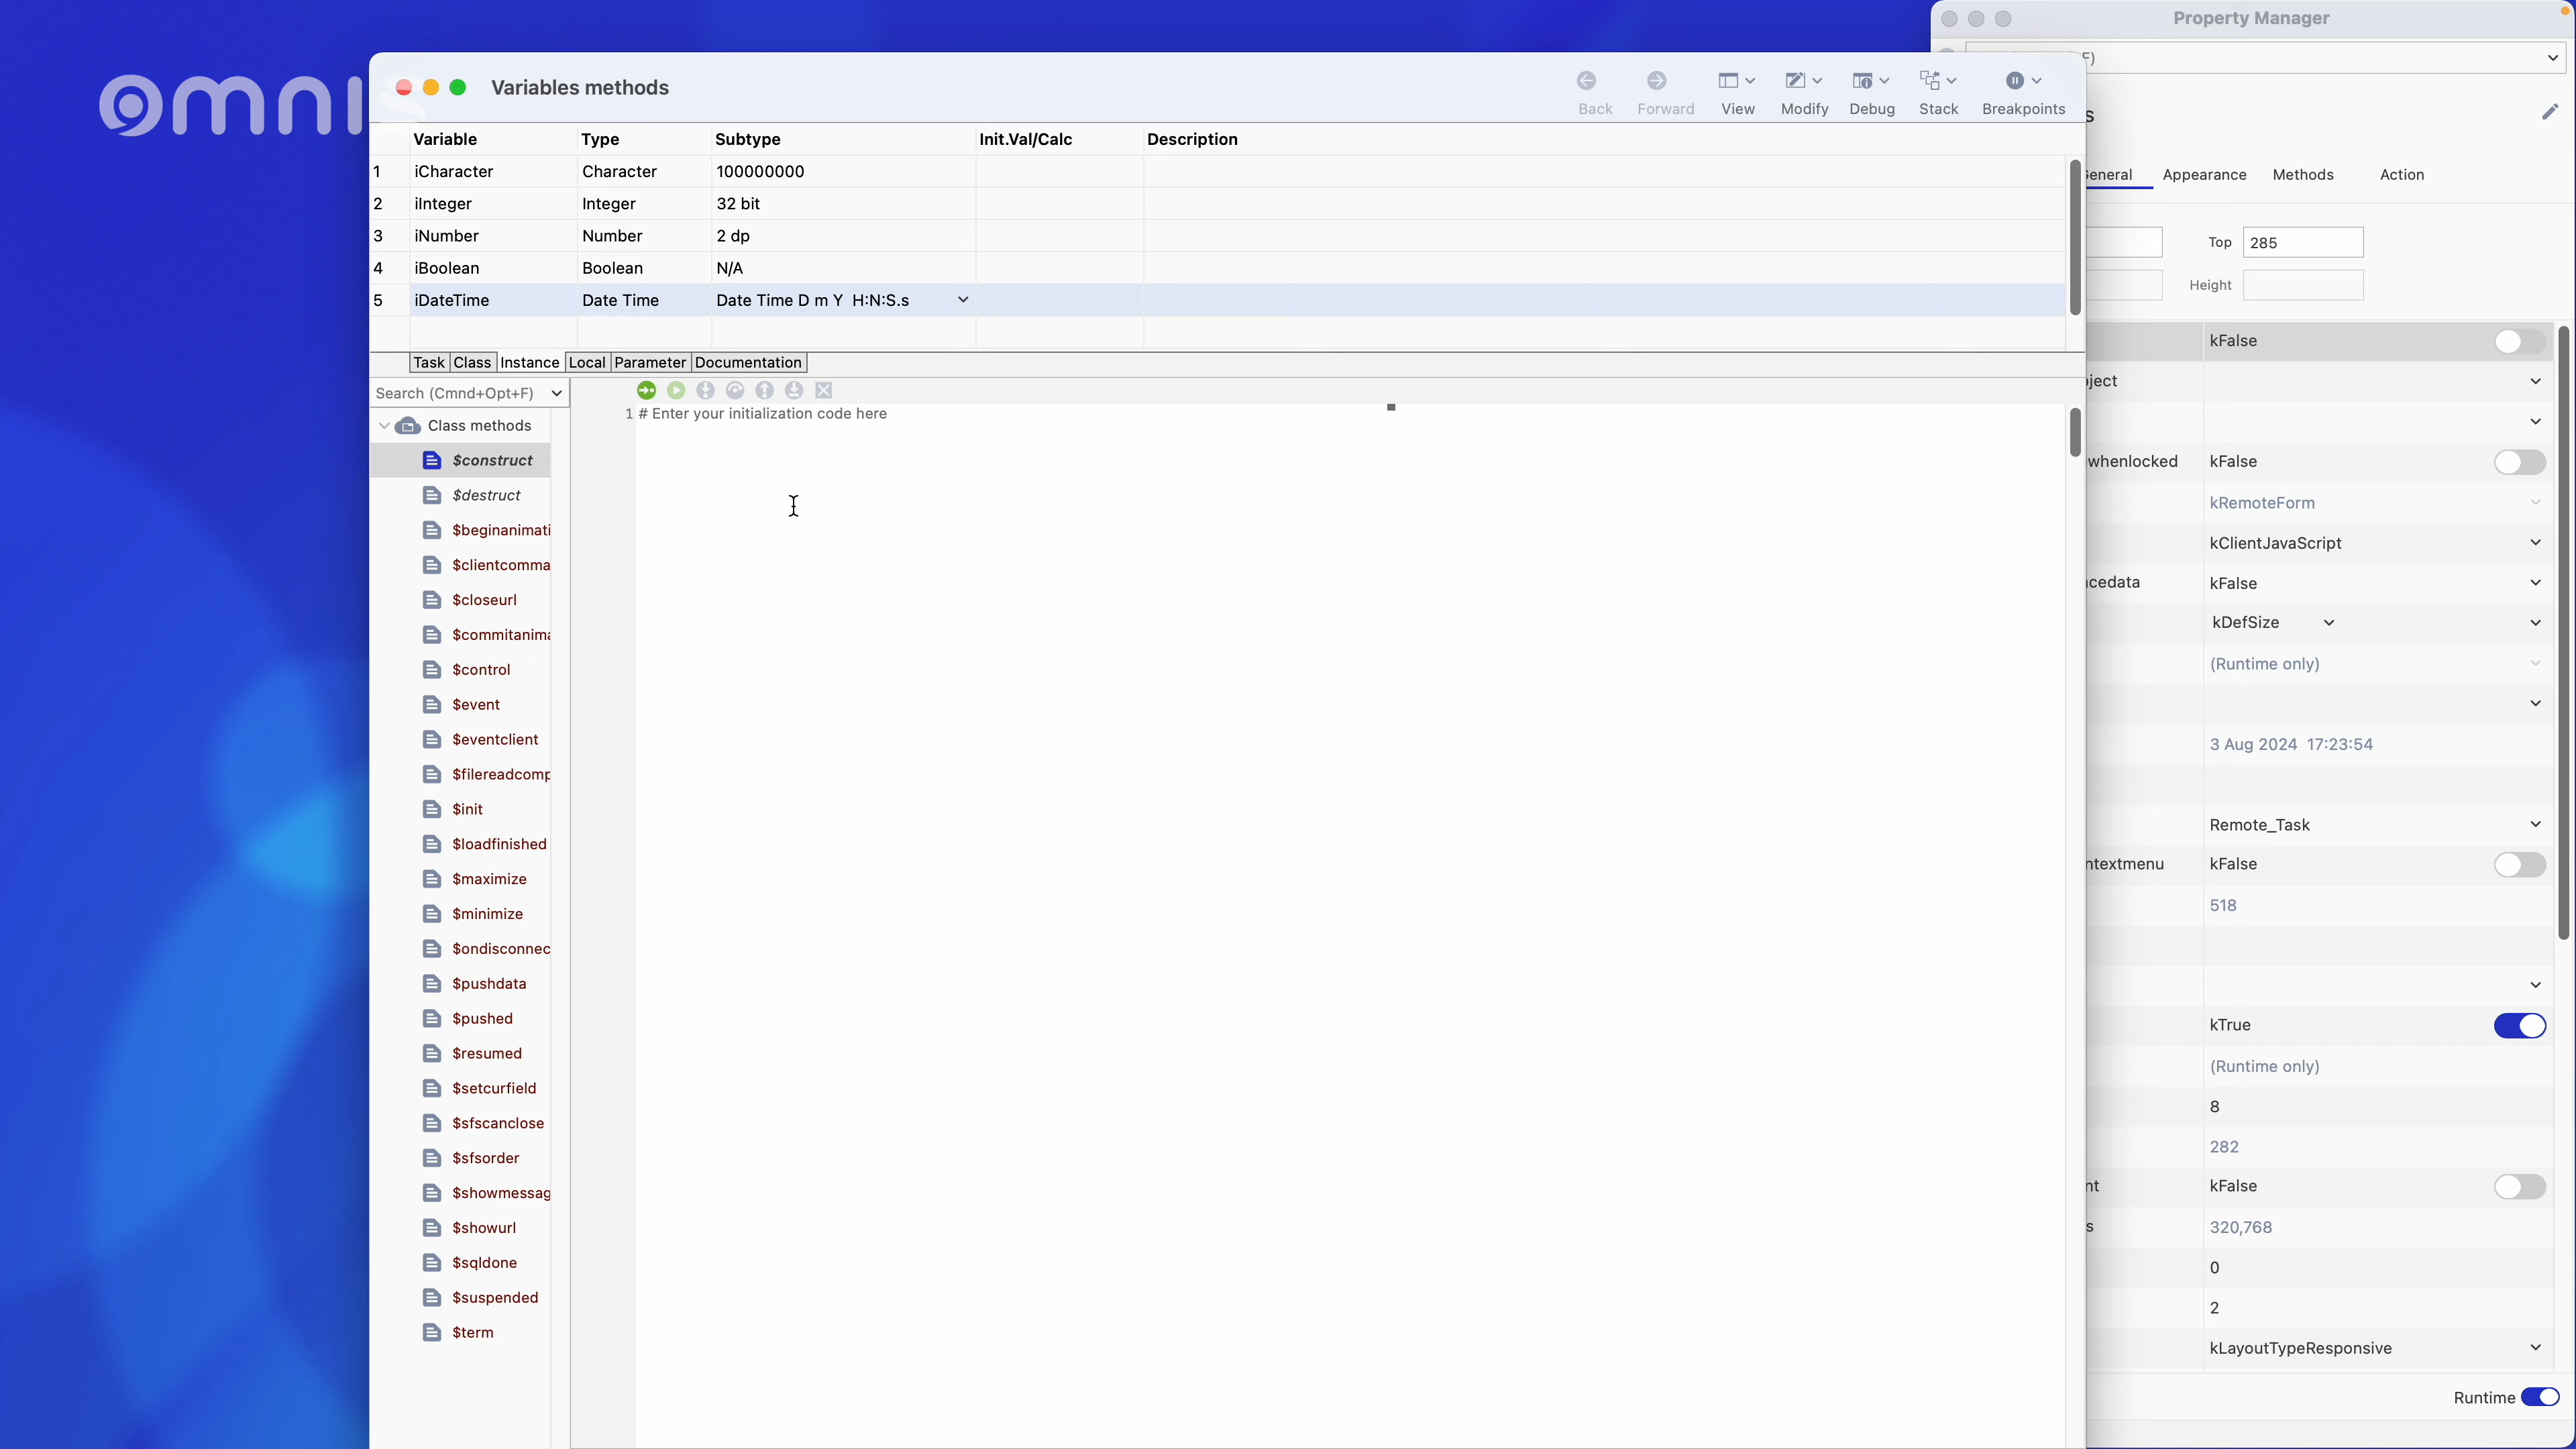 omnis
Variables methods
Back
Forward
View
Modify
Debug
Stack
Breakpoints
Variable Type Subtype Init.Val/Calc Description
1 iCharacter Character 100000000
2 iInteger Integer 32 bit
3 iNumber Number 2 dp
4 iBoolean Boolean N/A
5 iDateTime Date Time Date Time D m Y H:N:S.s
Task Class Instance Local Parameter Documentation
Search (Cmnd+Opt+F)
1 # Enter your initialization code here
Class methods
$construct
$destruct
$beginanimati
$clientcomma
$closeurl
$commitanima
$control
$event
$eventclient
$filereadcomp
$init
$loadfinished
$maximize
$minimize
$ondisconnec
$pushdata
$pushed
$resumed
$setcurfield
$sfscanclose
$sfsorder
$showmessag
$showurl
$sqldone
$suspended
$term
Property Manager
F)
s
General Appearance Methods Action
Top 285
Height
kFalse
ject
whenlocked kFalse
kRemoteForm
kClientJavaScript
cedata kFalse
kDefSize
(Runtime only)
3 Aug 2024 17:23:54
Remote_Task
ntextmenu kFalse
518
kTrue
(Runtime only)
8
282
nt kFalse
s 320,768
0
2
kLayoutTypeResponsive
Runtime